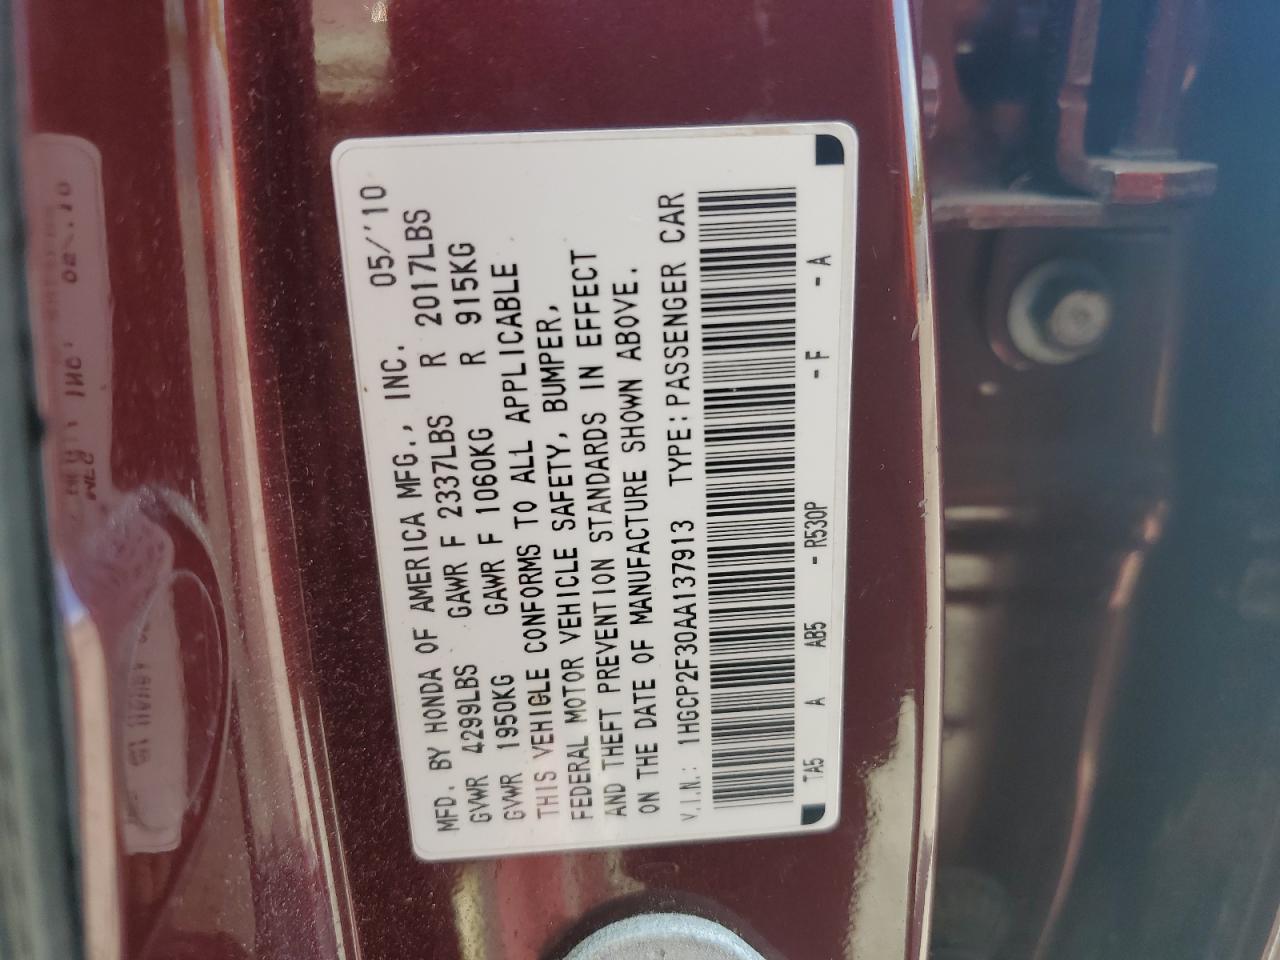 MFD. BY HONDA OF AMERICA MFG., INC. 05/'10
GVWR 4299LBS GAWR F 2337LBS R 2017LBS
GVWR 1950KG GAWR F 1060KG R 915KG
THIS VEHICLE CONFORMS TO ALL APPLICABLE
FEDERAL MOTOR VEHICLE SAFETY, BUMPER,
AND THEFT PREVENTION STANDARDS IN EFFECT
ON THE DATE OF MANUFACTURE SHOWN ABOVE.
V.I.N.: 1HGCP2F30AA137913 TYPE:PASSENGER CAR
TA5 A AB5 -R530P -F -A